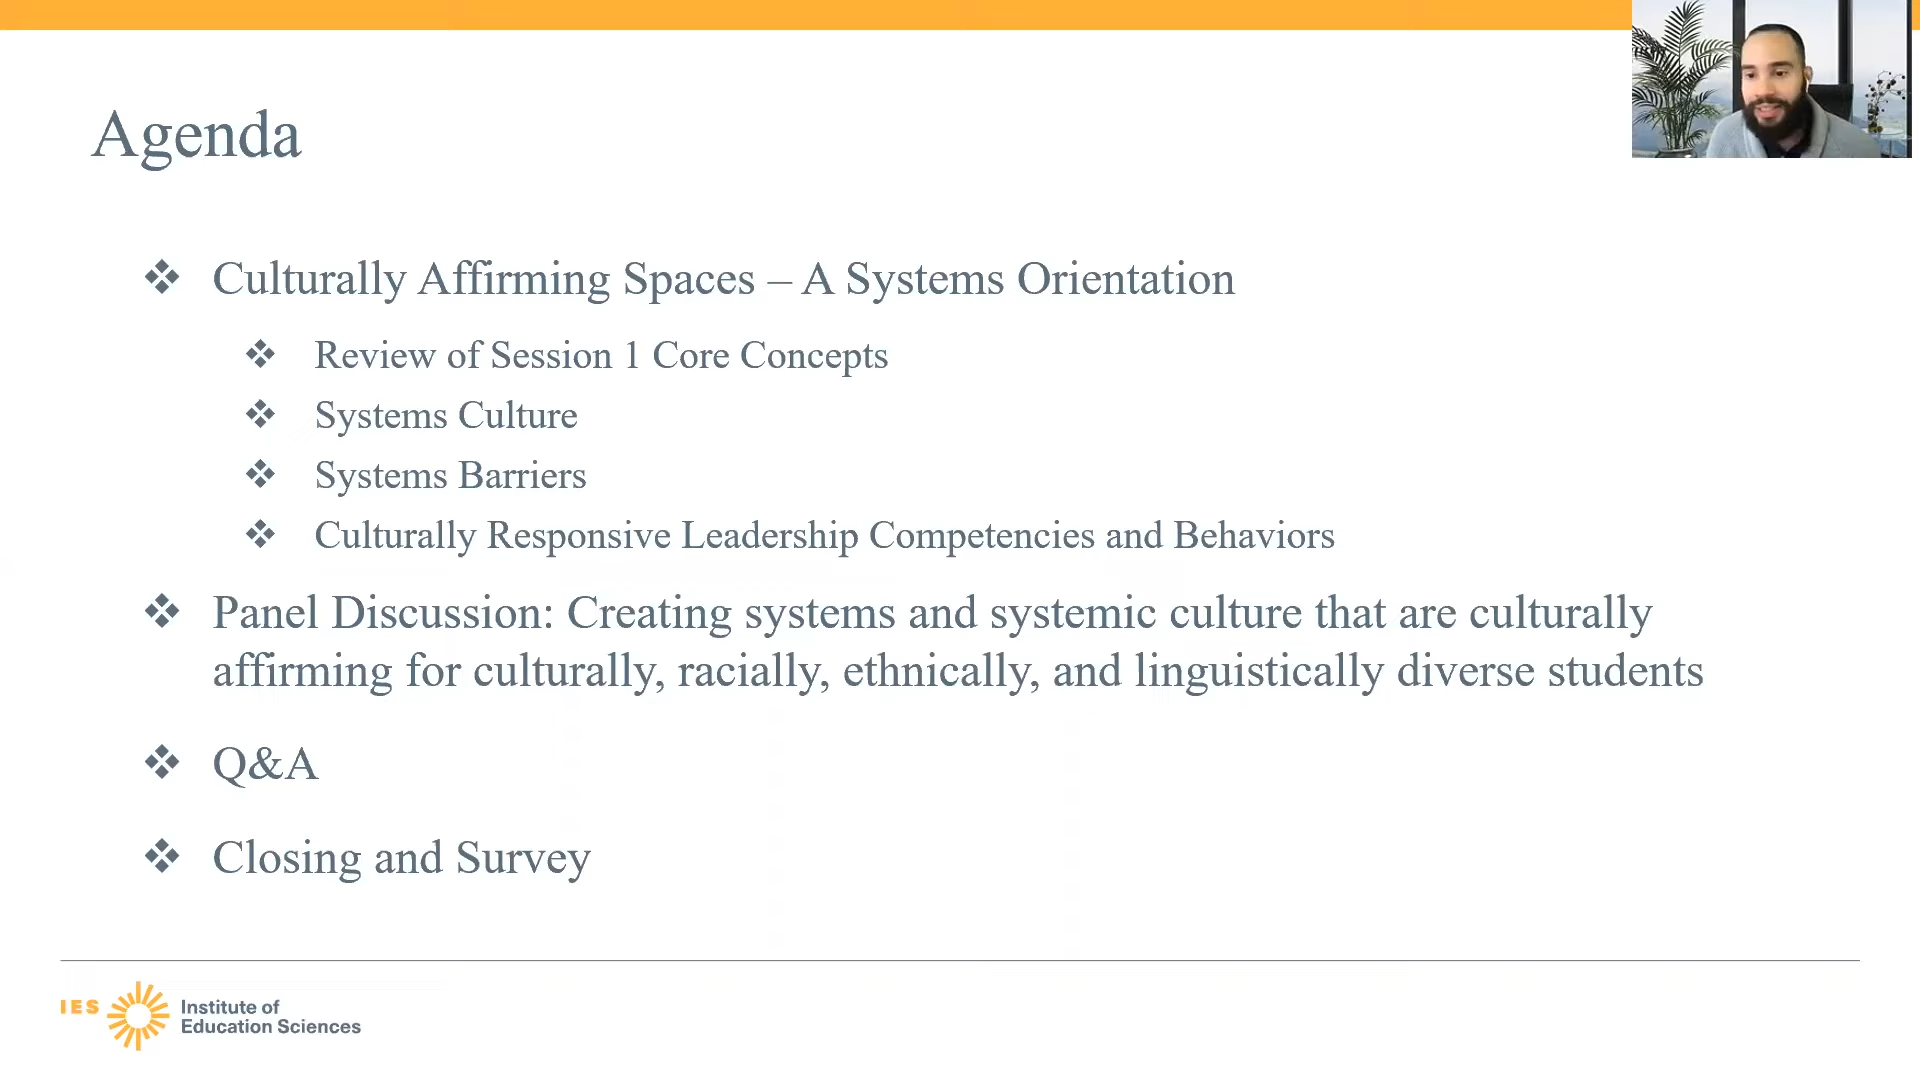 Agenda
Culturally Affirming Spaces – A Systems Orientation
Review of Session 1 Core Concepts
Systems Culture
Systems Barriers
Culturally Responsive Leadership Competencies and Behaviors
Panel Discussion: Creating systems and systemic culture that are culturally
affirming for culturally, racially, ethnically, and linguistically diverse students
Q&A
Closing and Survey
IES
Institute of
Education Sciences